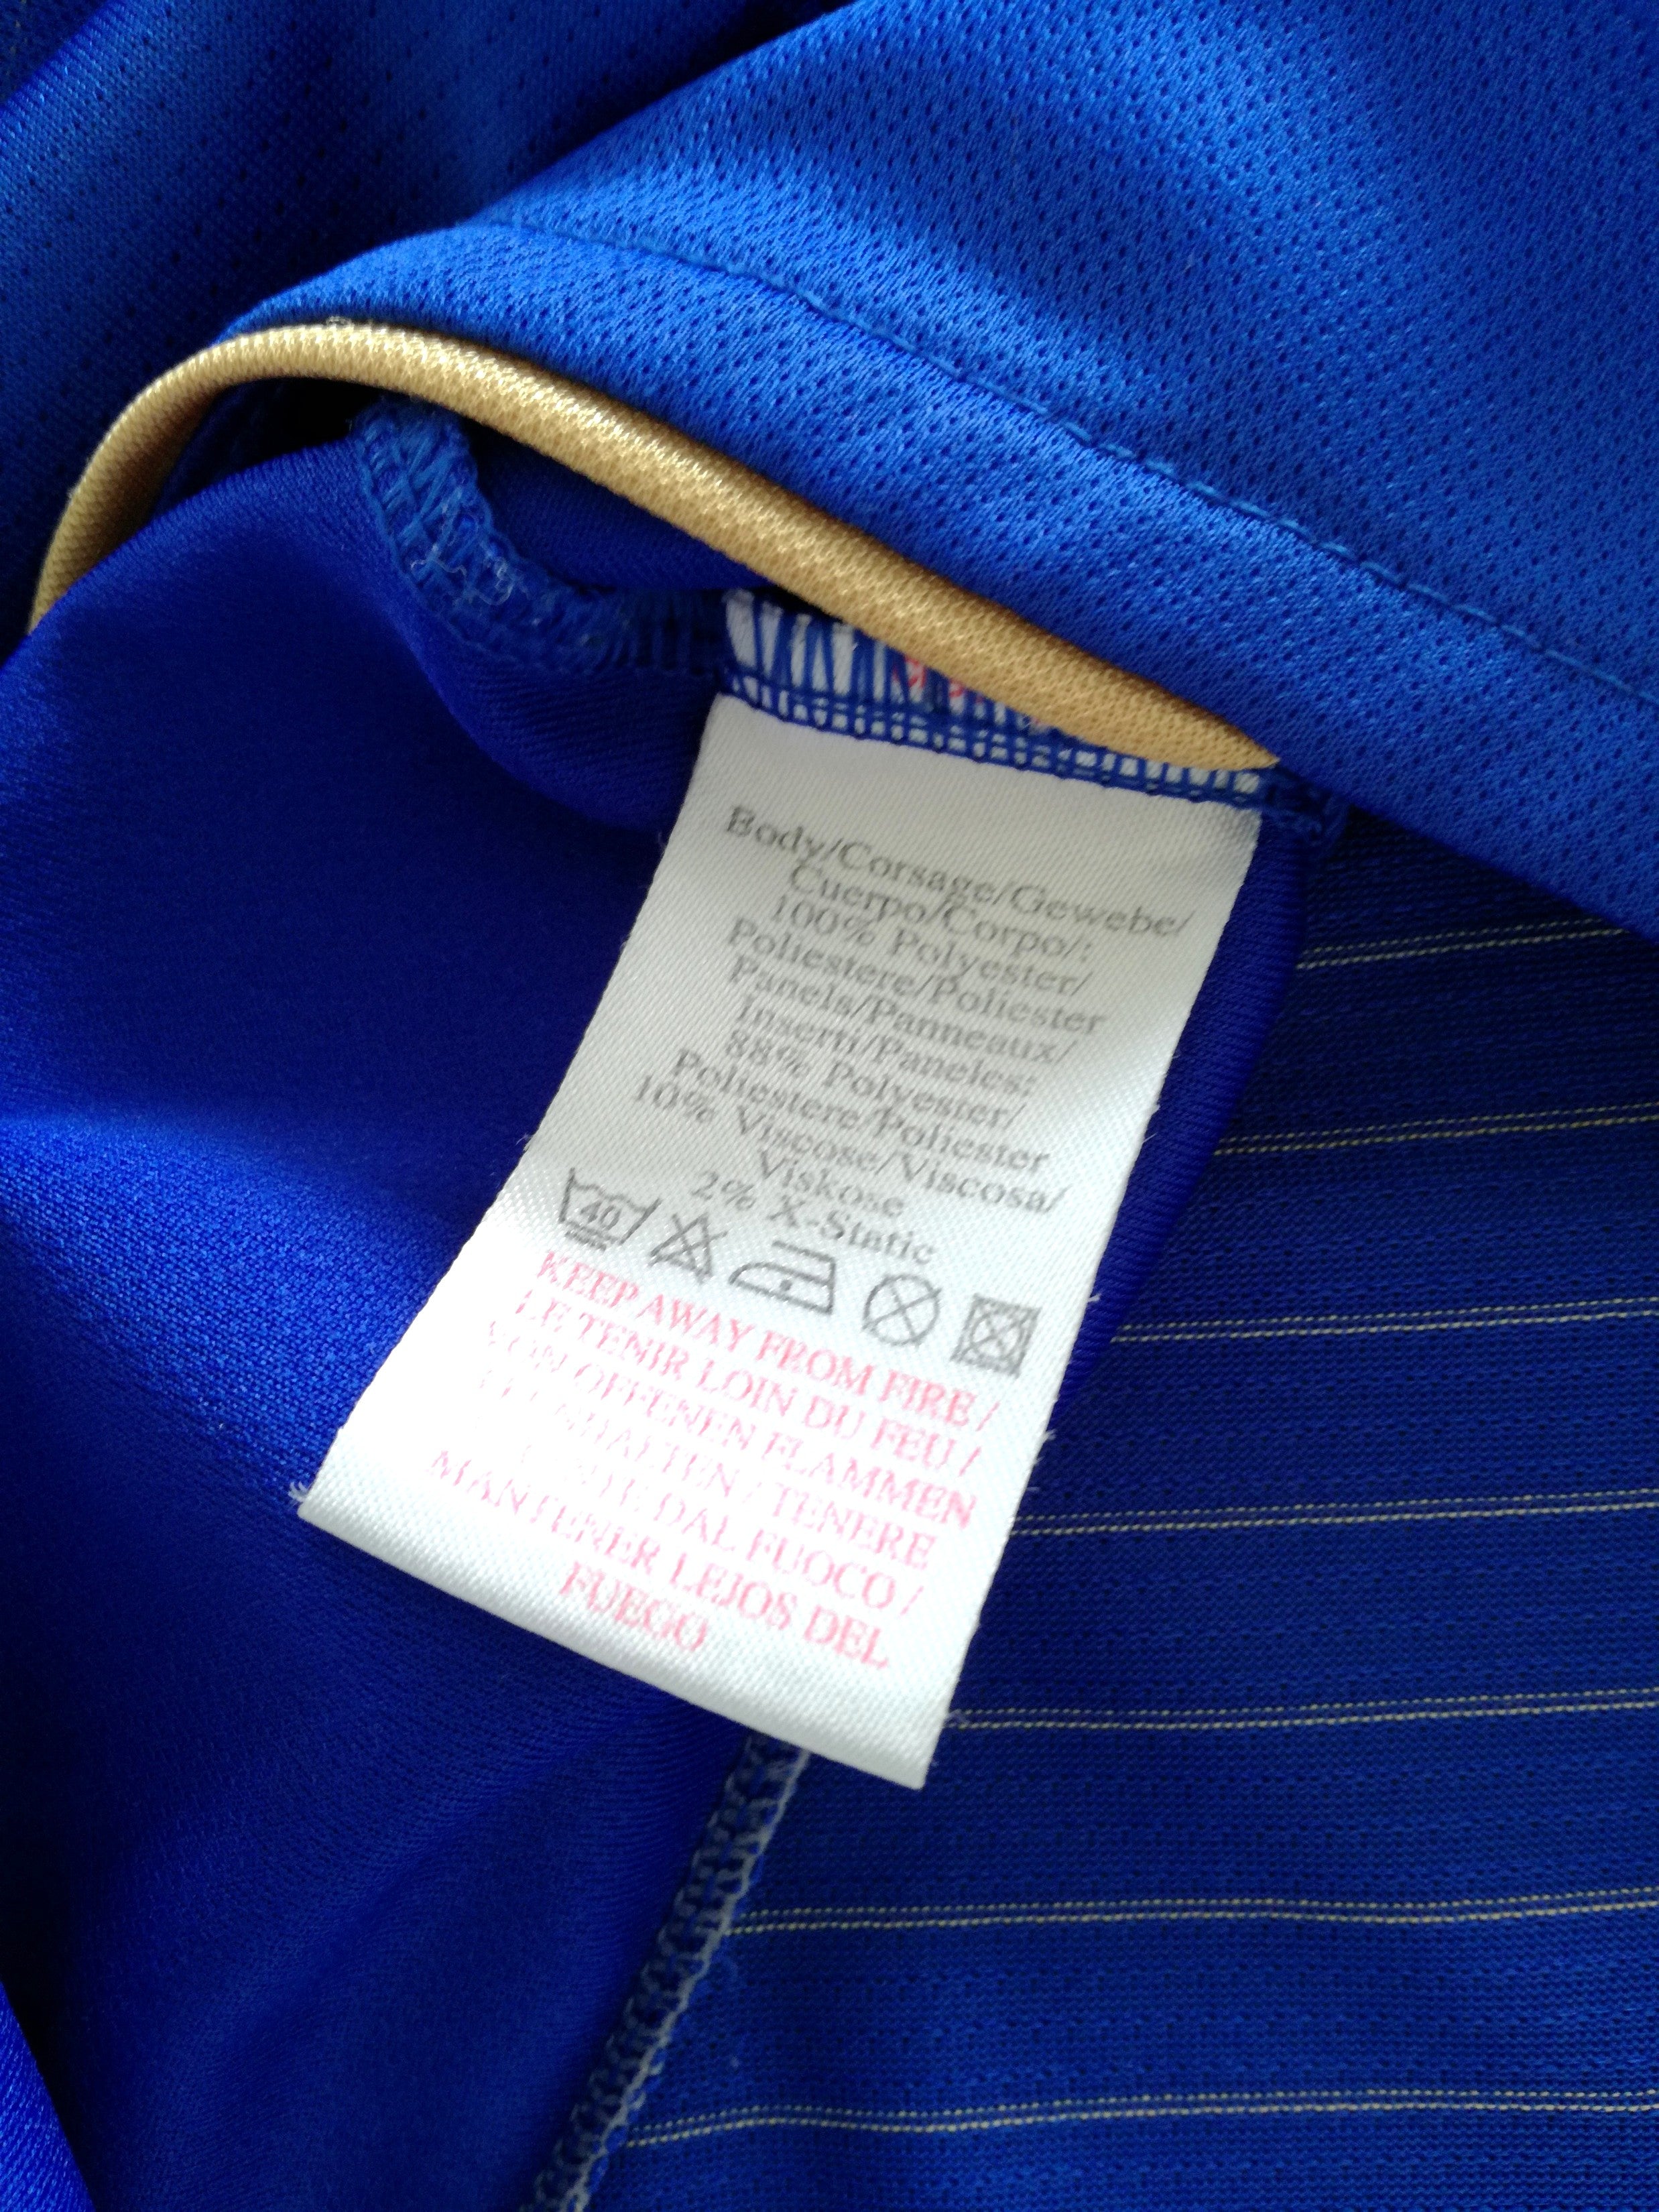 Body/Corsage/Gewebe/
Cuerpo/Corpo/:
100% Polyester/
Poliestere/Poliester
Panels/Panneaux/
Inserti/Paneles:
88% Polyester/
Poliestere/Poliester
10% Viscose/Viscosa/
Viskose
2% X-Static
40
KEEP AWAY FROM FIRE /
LE TENIR LOIN DU FEU /
VON OFFENEN FLAMMEN
FERNHALTEN / TENERE
DAL FUOCO /
MANTENER LEJOS DEL
FUEGO